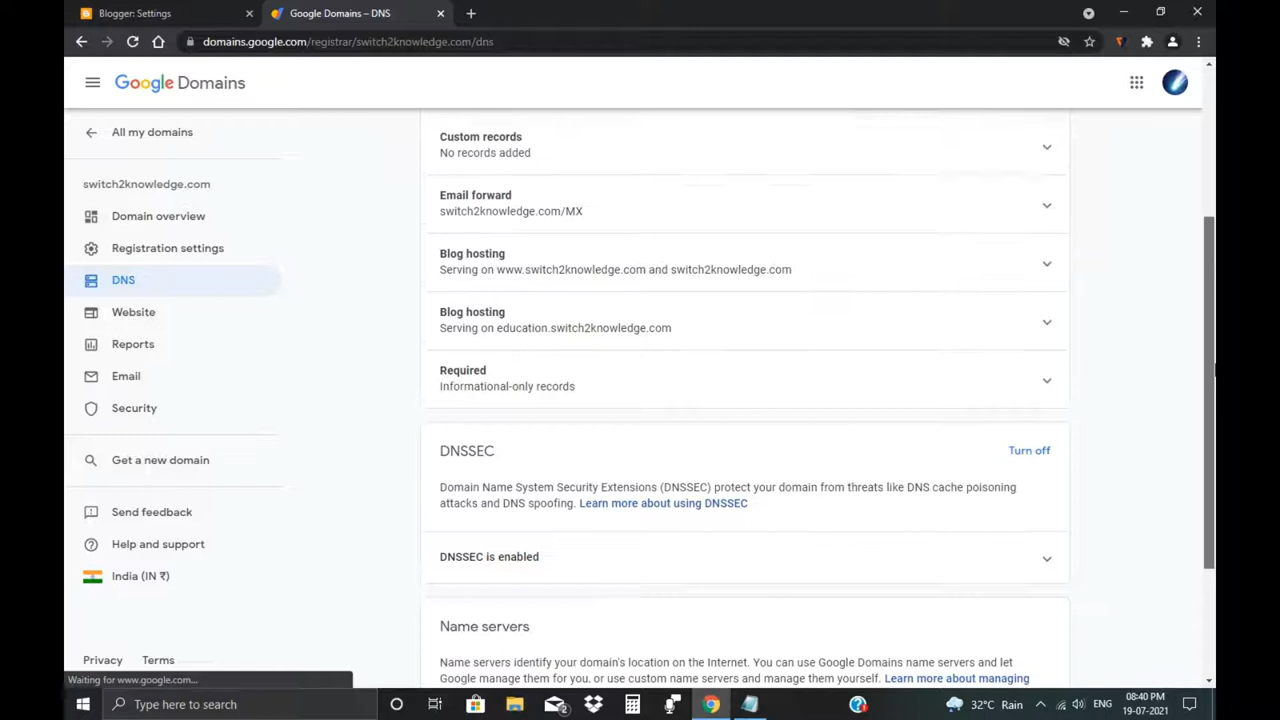 Blogger: Settings
Google Domains – DNS
domains.google.com/registrar/switch2knowledge.com/dns
Google Domains
All my domains
switch2knowledge.com
Domain overview
Registration settings
DNS
Website
Reports
Email
Security
Get a new domain
Send feedback
Help and support
India (IN ₹)
Privacy Terms
Waiting for www.google.com...
Custom records
No records added
Email forward
switch2knowledge.com/MX
Blog hosting
Serving on www.switch2knowledge.com and switch2knowledge.com
Blog hosting
Serving on education.switch2knowledge.com
Required
Informational-only records
DNSSEC
Turn off
Domain Name System Security Extensions (DNSSEC) protect your domain from threats like DNS cache poisoning
attacks and DNS spoofing. Learn more about using DNSSEC
DNSSEC is enabled
Name servers
Name servers identify your domain's location on the Internet. You can use Google Domains name servers and let
Google manage them for you, or use custom name servers and manage them yourself. Learn more about managing
Type here to search
2
32°C Rain
ENG
08:40 PM
19-07-2021